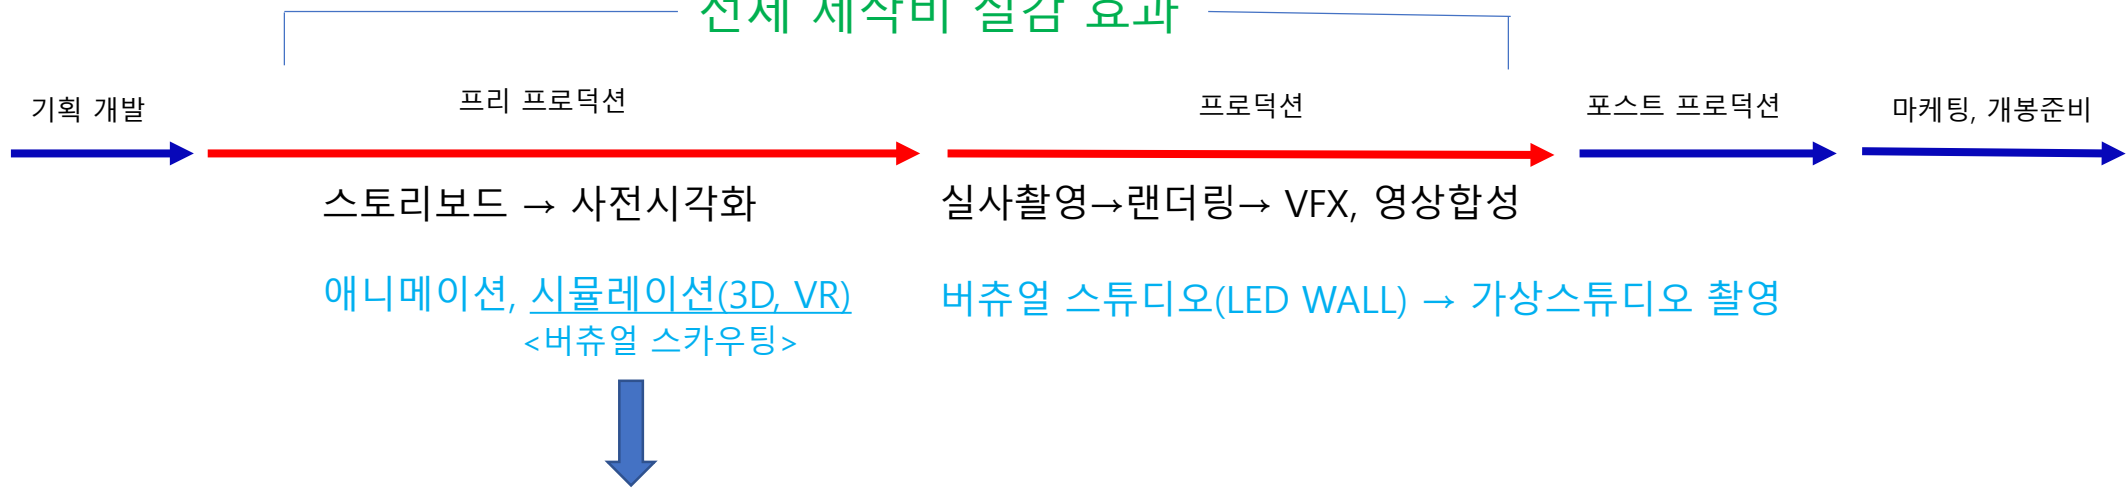 전체 제작비 절감 효과
기획 개발
프리 프로덕션
프로덕션
포스트 프로덕션
마케팅, 개봉준비
스토리보드 → 사전시각화
실사촬영→랜더링→ VFX, 영상합성
애니메이션, 시뮬레이션(3D, VR)
<버츄얼 스카우팅>
버츄얼 스튜디오(LED WALL) → 가상스튜디오 촬영